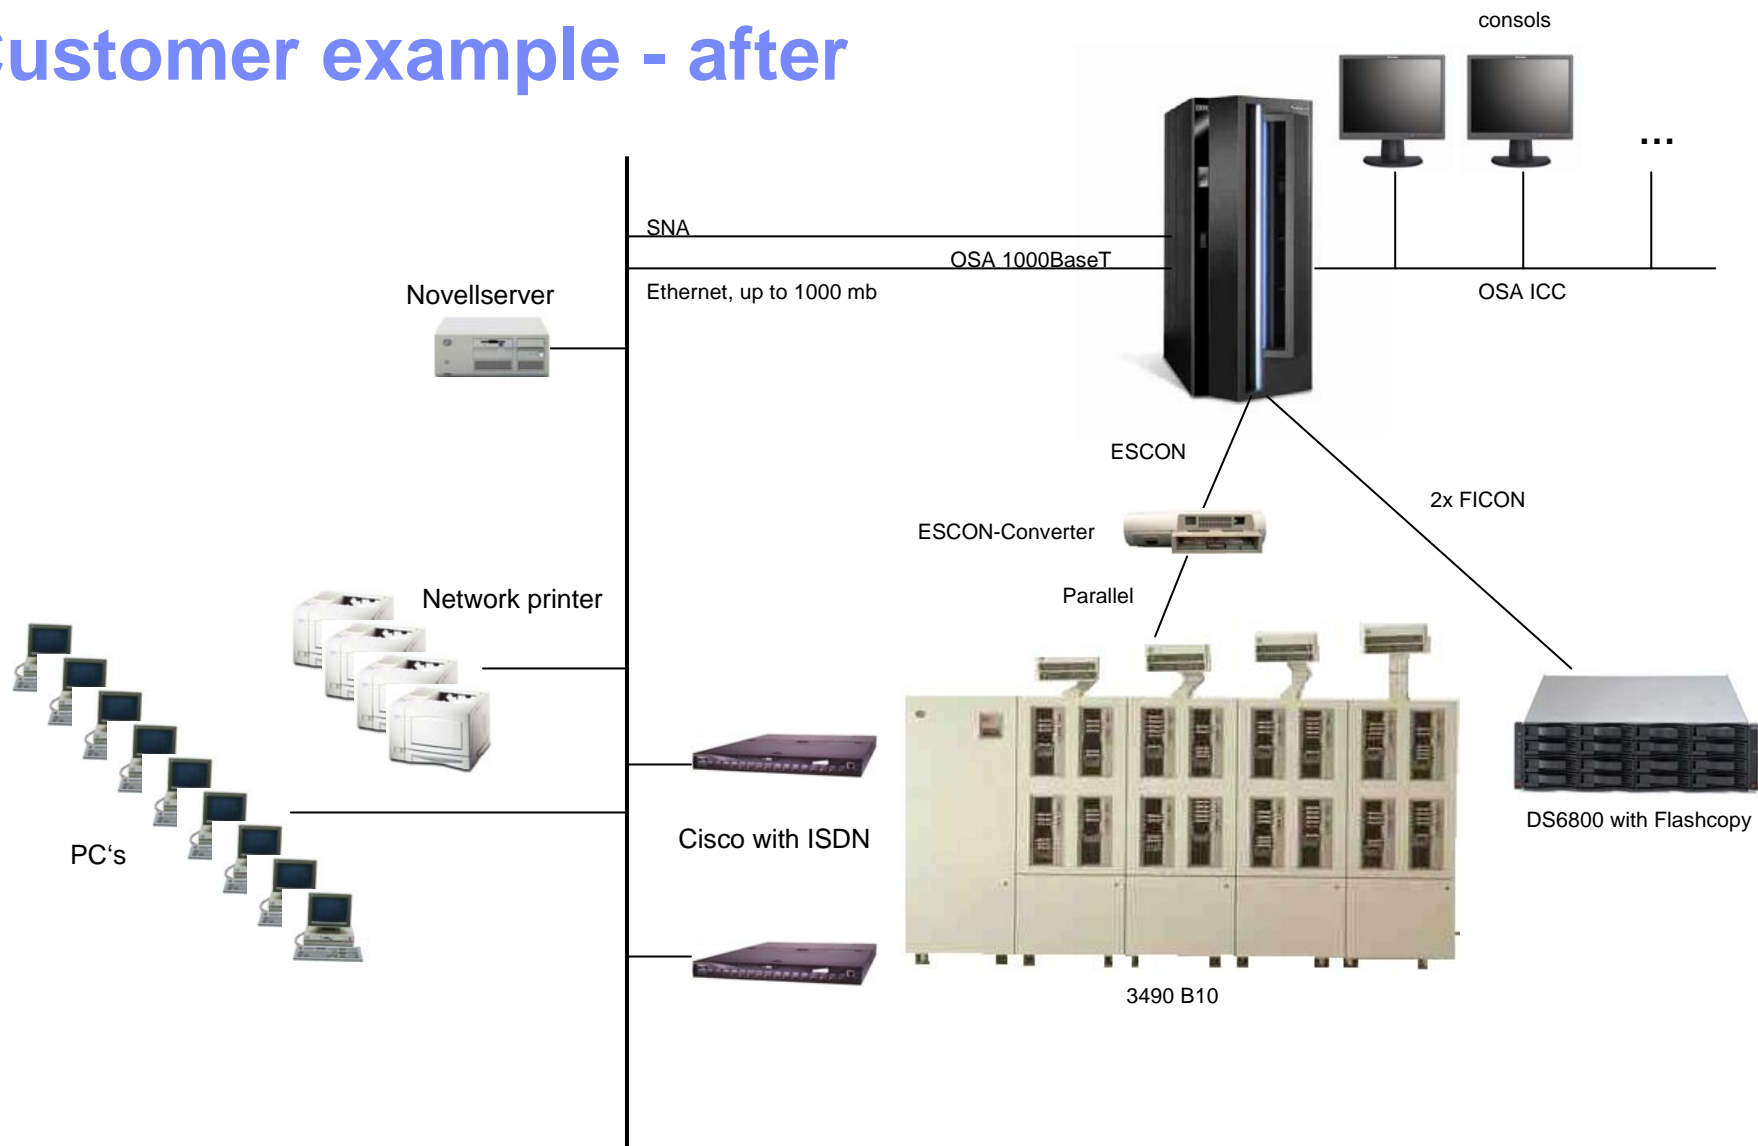 Customer example - after
consols
...
SNA
OSA 1000BaseT
Ethernet, up to 1000 mb
OSA ICC
Novellserver
ESCON
2x FICON
ESCON-Converter
Parallel
Network printer
DS6800 with Flashcopy
Cisco with ISDN
PC‘s
3490 B10